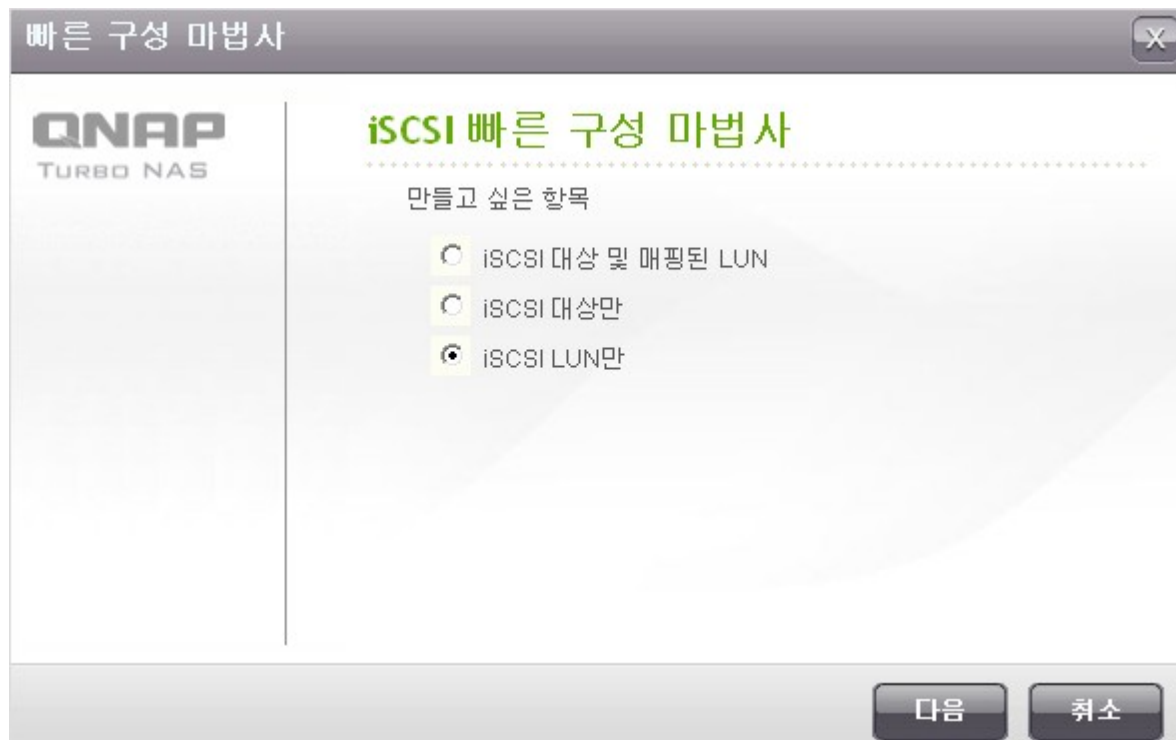 빠른 구성 마법사
X
QNAP
TURBO NAS
iSCSI 빠른 구성 마법사
만들고 싶은 항목
iSCSI 대상 및 매핑된 LUN
iSCSI 대상만
iSCSI LUN만
다음
취소